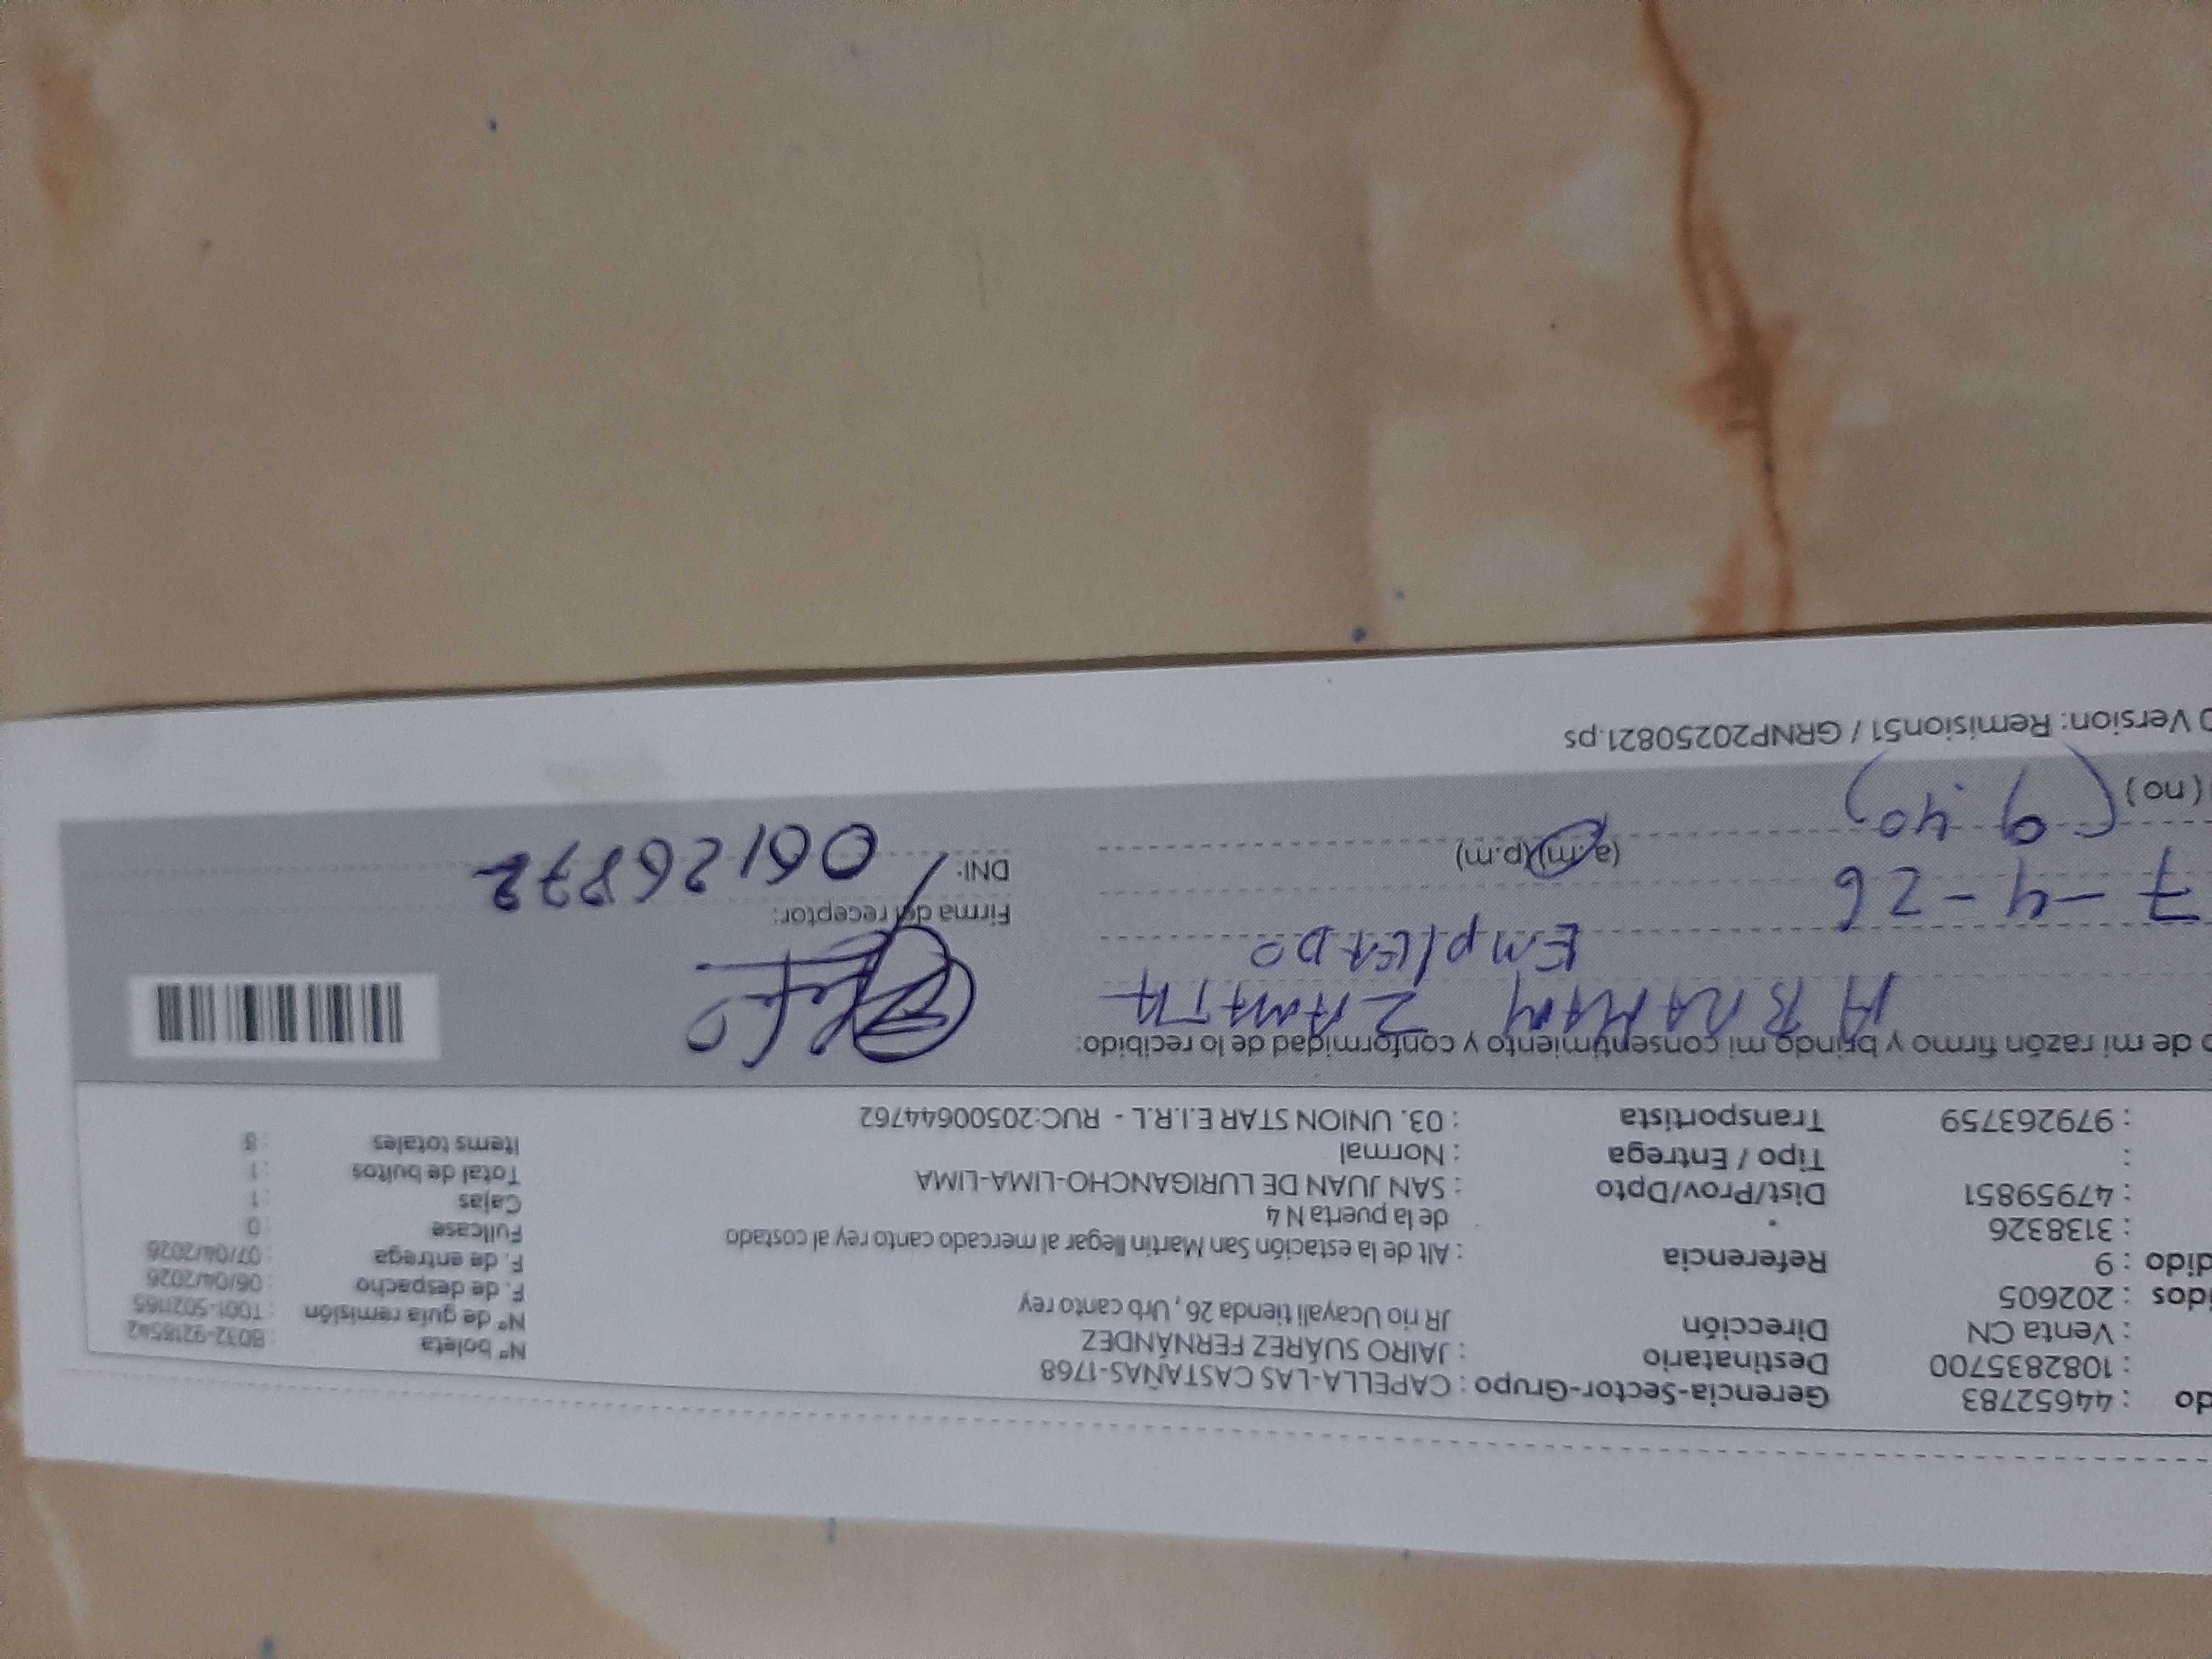 do : 44652783 Gerencia-Sector-Grupo : CAPELLA-LAS CASTAÑAS-1768
: 1082835700 Destinatario : JAIRO SUÁREZ FERNÁNDEZ
: Venta CN Dirección JR rio Ucayali tienda 26, Urb canto rey
idos : 202605
dido : 9 Referencia : Alt de la estación San Martin llegar al mercado canto rey al costado
: 3138326 de la puerta N 4
: 47959851 Dist/Prov/Dpto : SAN JUAN DE LURIGANCHO-LIMA-LIMA
: Tipo / Entrega : Normal
: 979263759 Transportista : 03. UNION STAR E.I.R.L - RUC:20500644762
N° boleta : B032-9218542
N° de guía remisión : T001-5021165
F. de despacho : 06/04/2026
F. de entrega : 07/04/2026
Fullcase : 0
Cajas : 1
Total de bultos : 1
Items totales : 8
o de mi razón firmo y brindo mi consentimiento y conformidad de lo recibido:
ABRAHAM ZAMATA
EmpLEADO
Firma del receptor:
7-4-26
(a.m)(p.m)
DNI: 06126872
(no) (9.40)
O Version: Remision51 / GRNP20250821.ps